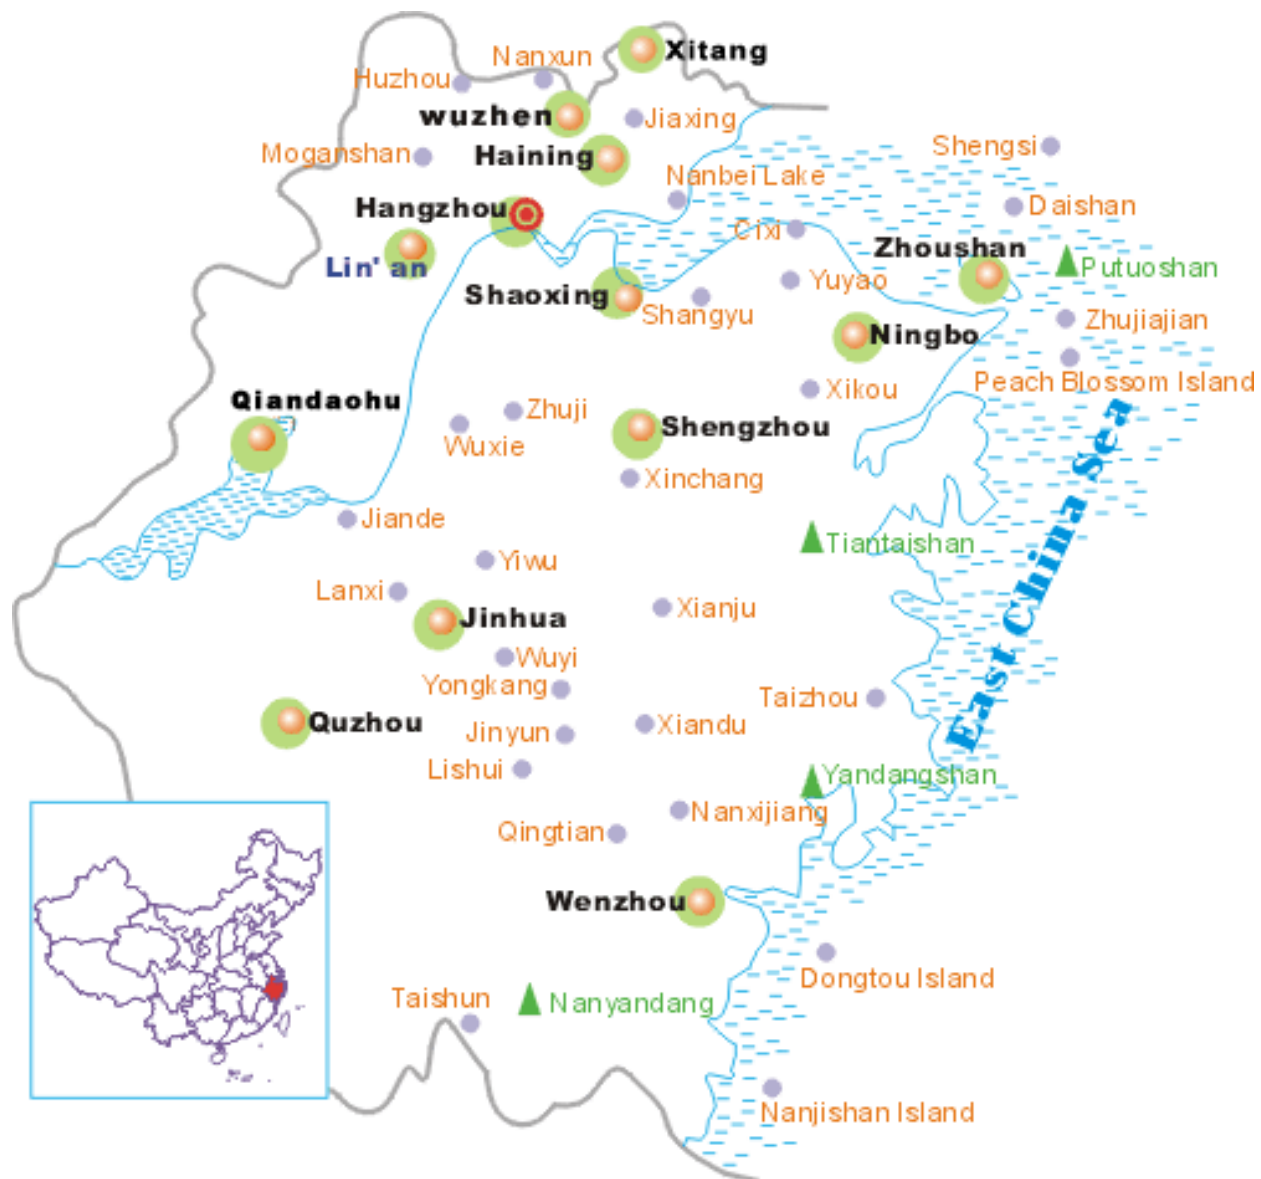 Xitang
Nanxun
Huzhou
wuzhen
Jiaxing
Shengsi
Moganshan
Haining
Nanbei Lake
Hangzhou
Daishan
Cixi
Zhoushan
Lin' an
Putuoshan
Yuyao
Shaoxing
Shangyu
Zhujiajian
Ningbo
Peach Blossom Island
Xikou
Qiandaohu
Zhuji
Shengzhou
Wuxie
Xinchang
Jiande
Tiantaishan
East China Sea
Yiwu
Lanxi
Xianju
Jinhua
Wuyi
Yongkang
Taizhou
Quzhou
Xiandu
Jinyun
Lishui
Yandangshan
Nanxijiang
Qingtian
Wenzhou
Dongtou Island
Taishun
Nanyandang
Nanjishan Island